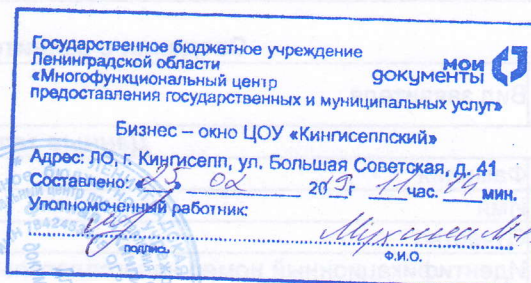 Государственное бюджетное учреждение
Ленинградской области
«Многофункциональный центр
предоставления государственных и муниципальных услуг»
мои
документы
Бизнес – окно ЦОУ «Кингисеппский»
Адрес: ЛО, г. Кингисепп, ул. Большая Советская, д. 41
Составлено: «25» 02 2019г 11 час. 14 мин.
Уполномоченный работник:
подпись
Ф.И.О.